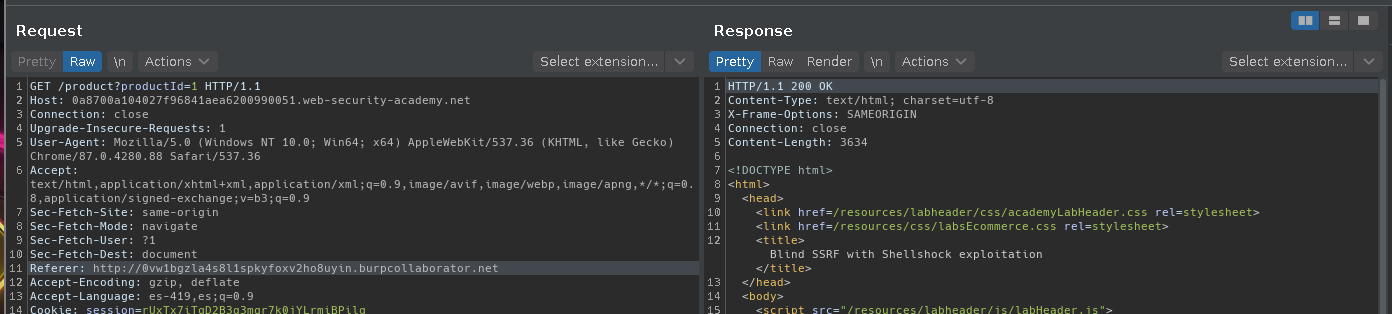 Request
Pretty Raw \n Actions Select extension...
1 GET /product?productId=1 HTTP/1.1
2 Host: 0a8700a104027f96841aea6200990051.web-security-academy.net
3 Connection: close
4 Upgrade-Insecure-Requests: 1
5 User-Agent: Mozilla/5.0 (Windows NT 10.0; Win64; x64) AppleWebKit/537.36 (KHTML, like Gecko)
Chrome/87.0.4280.88 Safari/537.36
6 Accept:
text/html,application/xhtml+xml,application/xml;q=0.9,image/avif,image/webp,image/apng,*/*;q=0.
8,application/signed-exchange;v=b3;q=0.9
7 Sec-Fetch-Site: same-origin
8 Sec-Fetch-Mode: navigate
9 Sec-Fetch-User: ?1
10 Sec-Fetch-Dest: document
11 Referer: http://0vw1bgzla4s8l1spkyfoxv2ho8uyin.burpcollaborator.net
12 Accept-Encoding: gzip, deflate
13 Accept-Language: es-419,es;q=0.9
14 Cookie:
Response
Pretty Raw Render \n Actions Select extension...
1 HTTP/1.1 200 OK
2 Content-Type: text/html; charset=utf-8
3 X-Frame-Options: SAMEORIGIN
4 Connection: close
5 Content-Length: 3634
6
7 <!DOCTYPE html>
8 <html>
9 <head>
10 <link href=/resources/labheader/css/academyLabHeader.css rel=stylesheet>
11 <link href=/resources/css/labsEcommerce.css rel=stylesheet>
12 <title>
Blind SSRF with Shellshock exploitation
</title>
13 </head>
14 <body>
15 <script src="/resources/labheader/js/labHeader.js">